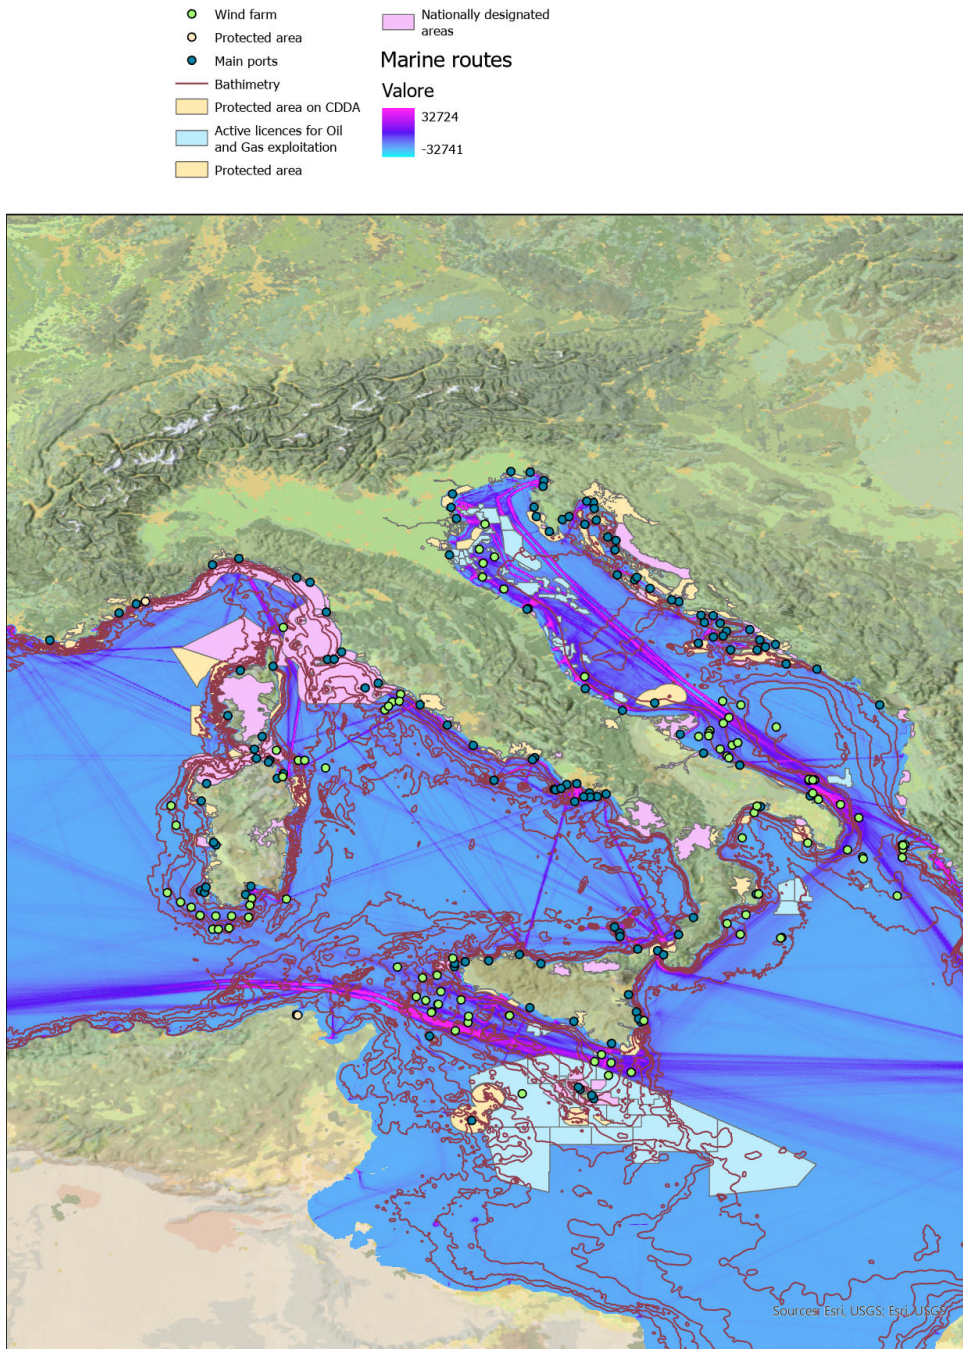 Wind farm
Protected area
Main ports
Bathimetry
Protected area on CDDA
Active licences for Oil
and Gas exploitation
Protected area
Nationally designated
areas
Marine routes
Valore
32724
-32741
Sources: Esri, USGS; Esri, USGS